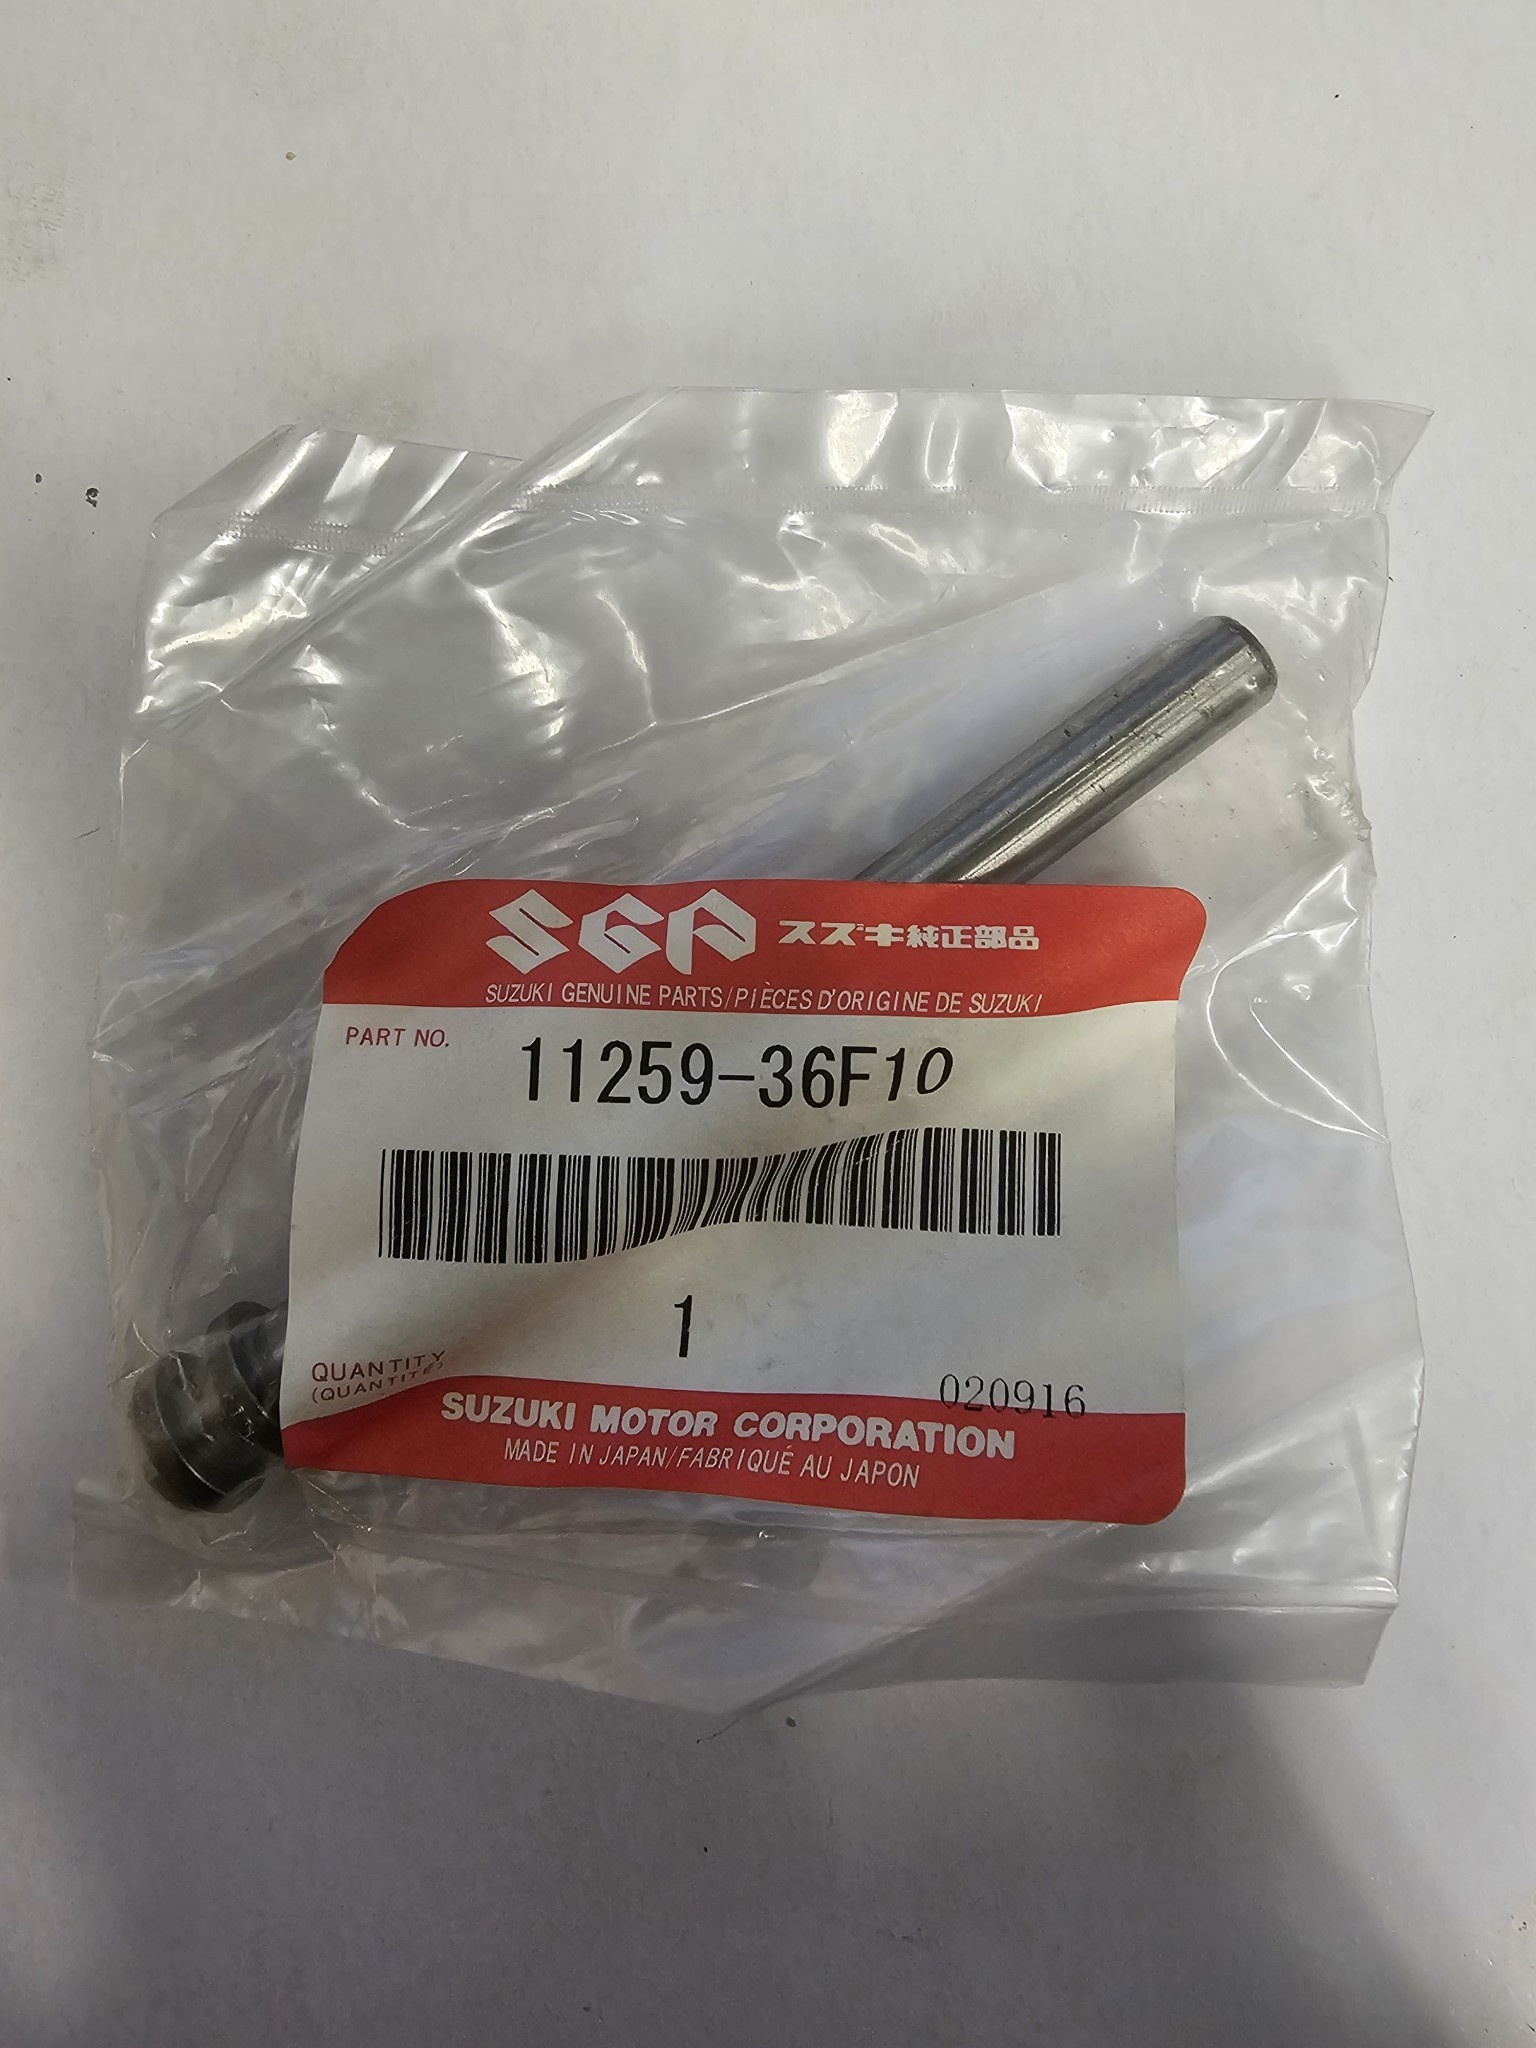 SGP スズキ純正部品
SUZUKI GENUINE PARTS/PIÈCES D'ORIGINE DE SUZUKI
PART NO.
11259-36F10
1
QUANTITY
(QUANTITÉ)
020916
SUZUKI MOTOR CORPORATION
MADE IN JAPAN/FABRIQUÉ AU JAPON